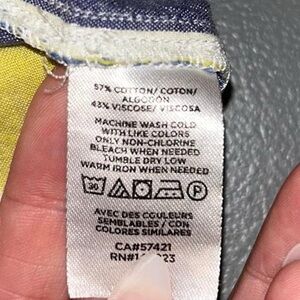 57% COTTON/ COTON/
ALGODON
43% VISCOSE/ VISCOSA
MACHINE WASH COLD
WITH LIKE COLORS
ONLY NON-CHLORINE
BLEACH WHEN NEEDED
TUMBLE DRY LOW
WARM IRON WHEN NEEDED
30 P
AVEC DES COULEURS
SEMBLABLES / CON
COLORES SIMILARES
CA#57421